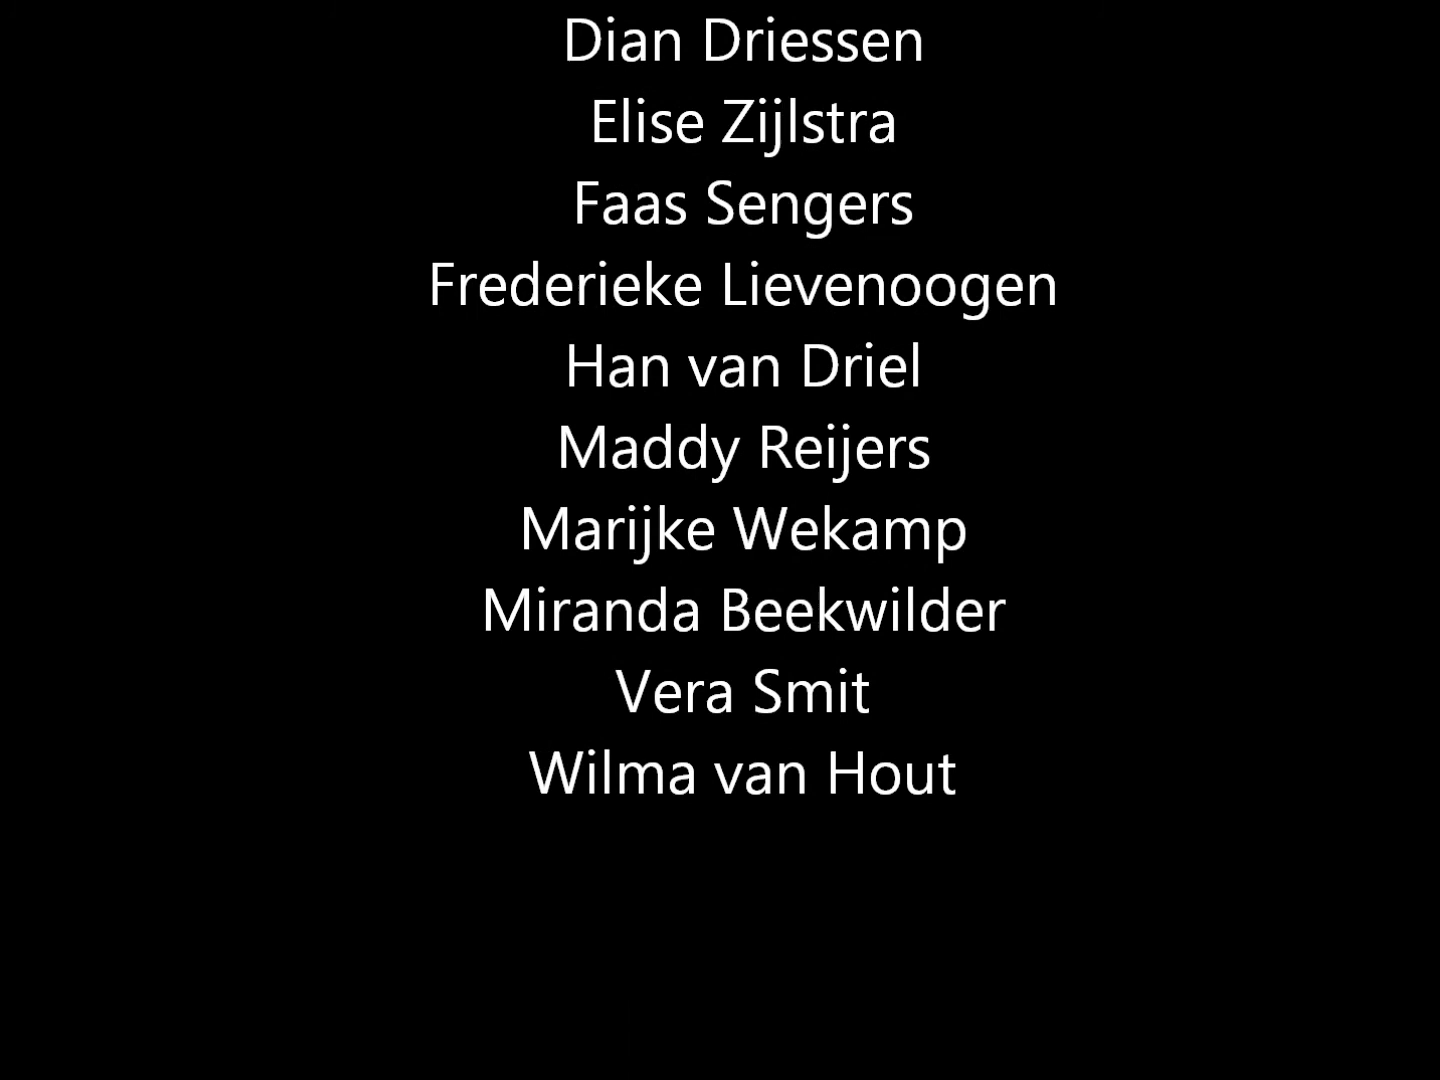 Dian Driessen
Elise Zijlstra
Faas Sengers
Frederieke Lievenoogen
Han van Driel
Maddy Reijers
Marijke Wekamp
Miranda Beekwilder
Vera Smit
Wilma van Hout